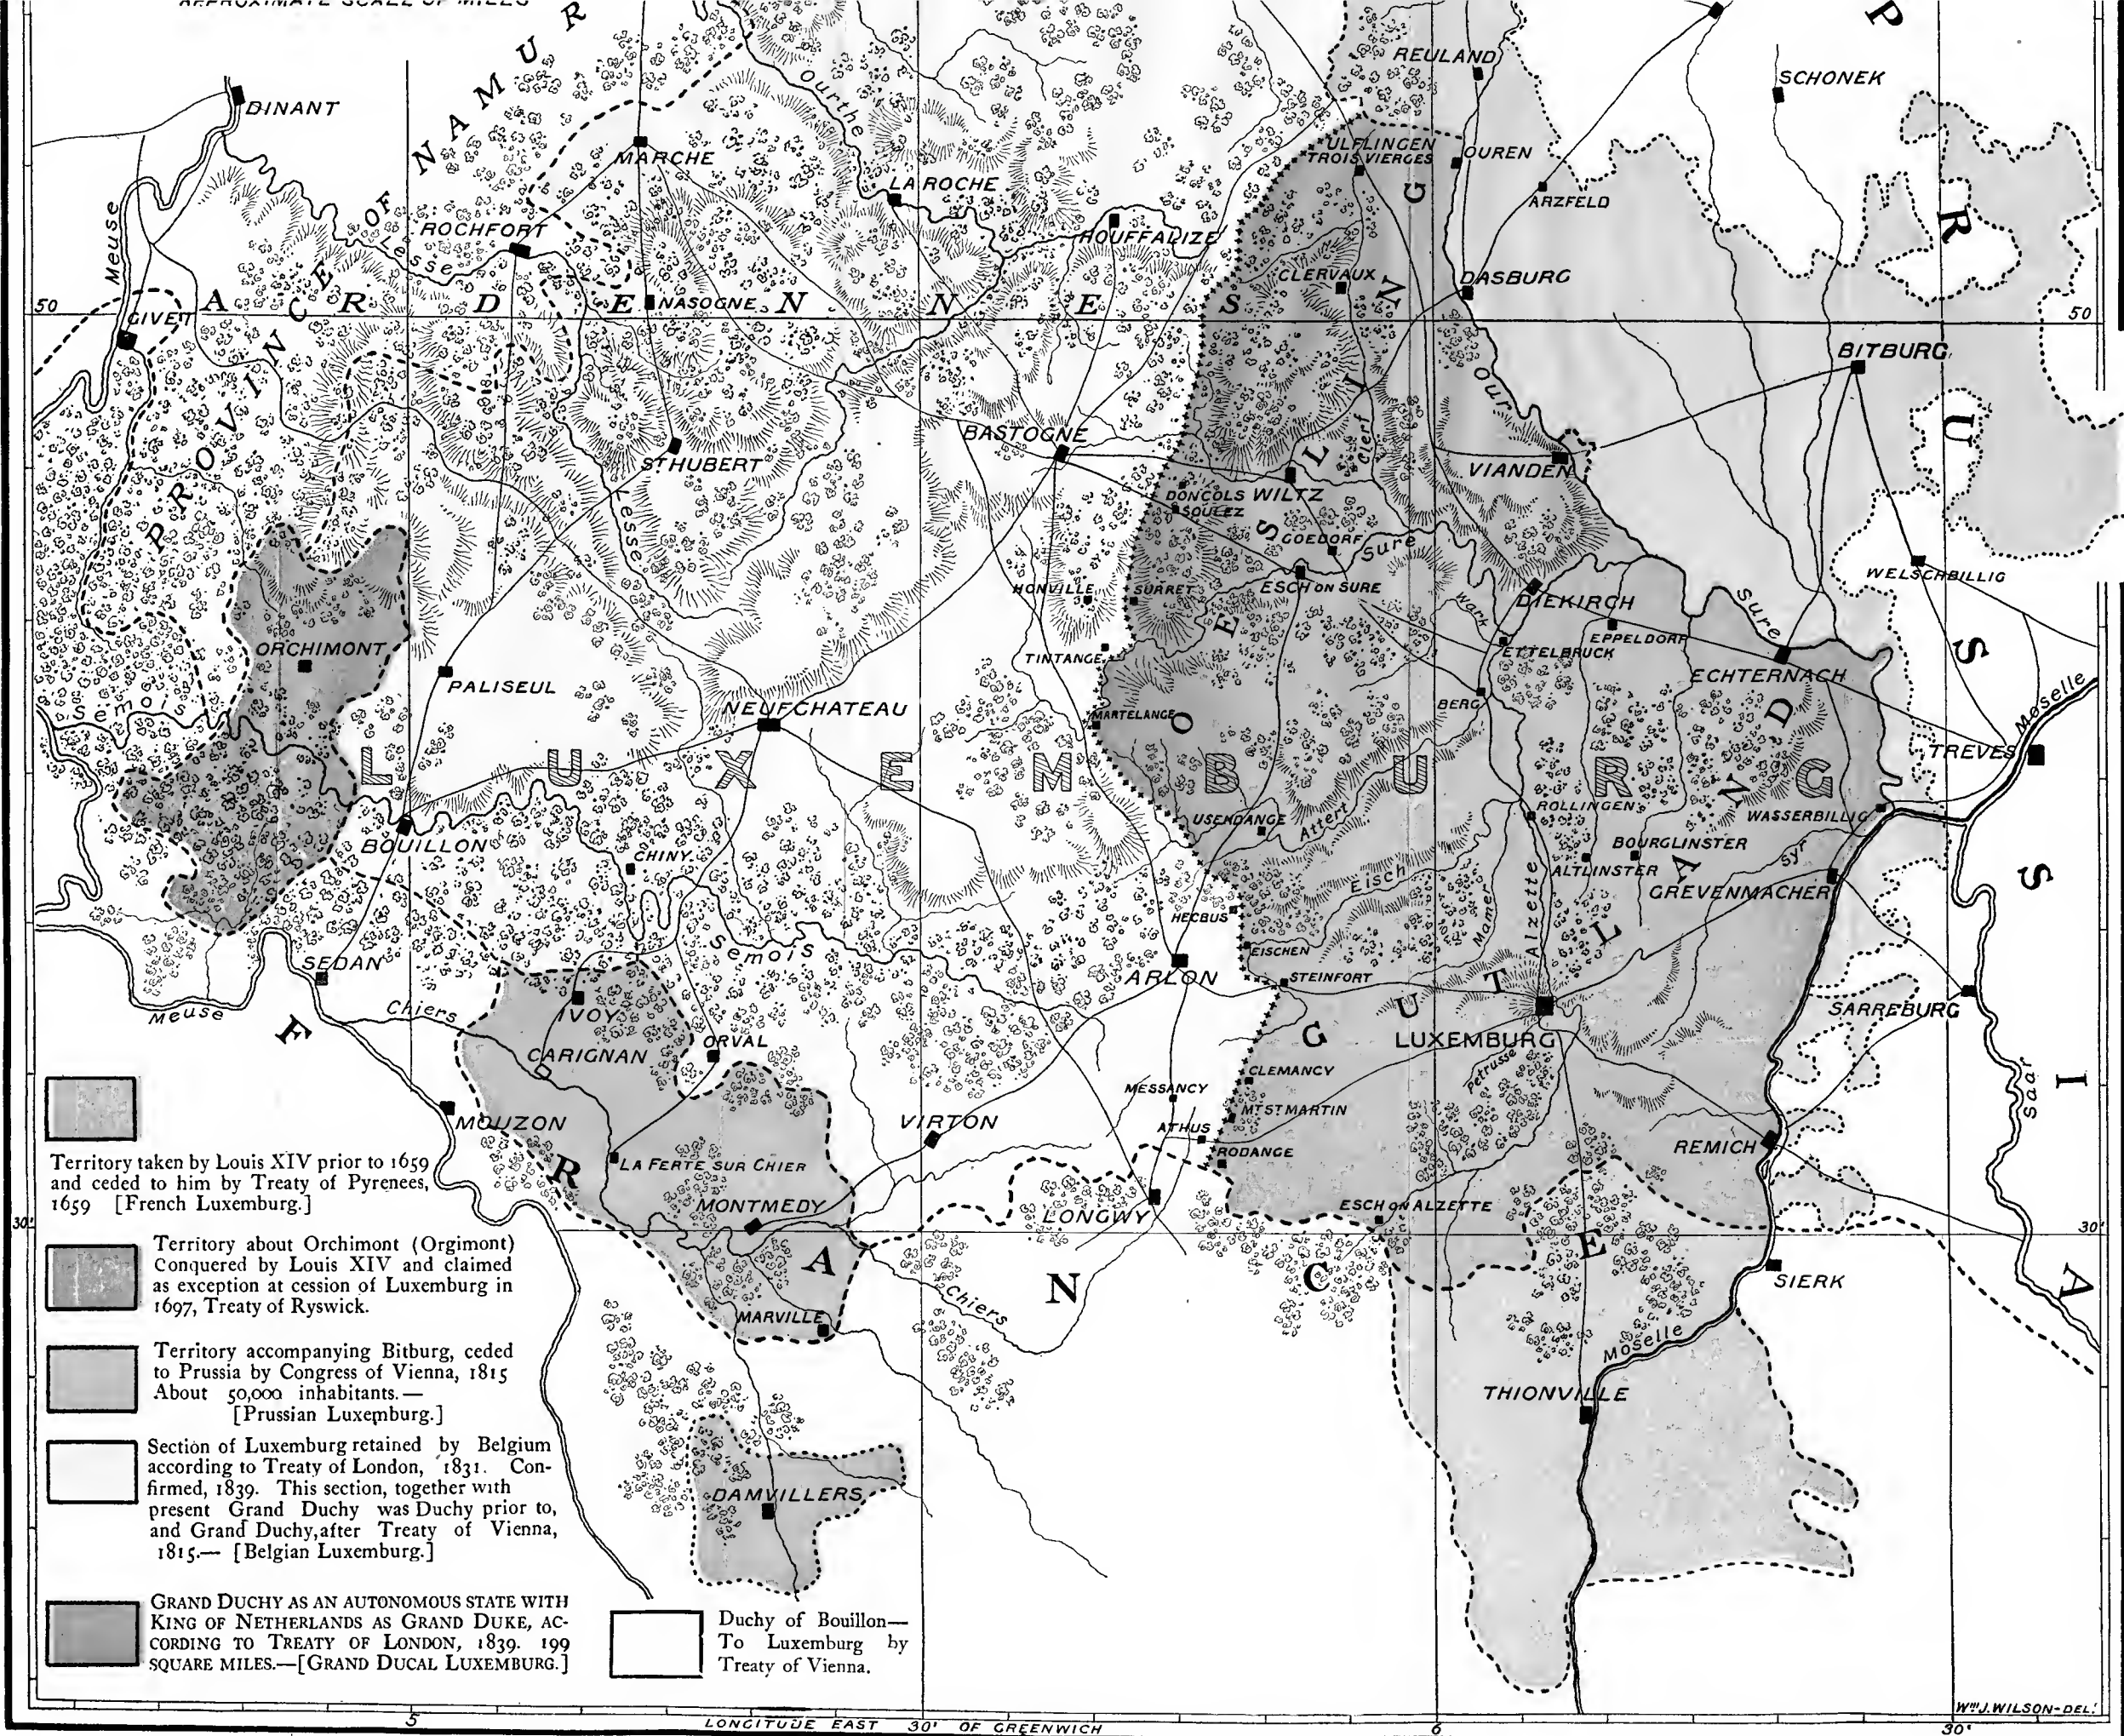 APPROXIMATE SCALE OF MILES
NAMUR
OF
PROVINCE
DINANT
Meuse
GIVET
MARCHE
ROCHFORT
Lesse
Ourthe
LA ROCHE
HOUFFALIZE
NASOGNE
ARDENNES
50
50
REULAND
SCHONEK
ULFLINGEN
TROIS VIERGES
OUREN
ARZFELD
CLERVAUX
DASBURG
BITBURG
Our
ST HUBERT
Lesse
BASTOGNE
Clerf
VIANDEN
DONCOLS
WILTZ
SOULEZ
GOEDORF
Sure
WELSCHBILLIG
HONVILLE
SURRET
ESCH ON SURE
Wark
DIEKIRCH
EPPELDORF
Sure
ETTELBRUCK
ECHTERNACH
TINTANGE
BERG
ORCHIMONT
PALISEUL
NEUFCHATEAU
MARTELANGE
Semois
Moselle
TREVES
OESLING
LUXEMBURG
PRUSSIA
ROLLINGEN
WASSERBILLIG
USELDANGE
Attert
BOURGLINSTER
Syr
ALTLINSTER
GREVENMACHER
Eisch
Mamer
Alzette
BOUILLON
CHINY
HECBUS
EISCHEN
STEINFORT
SEDAN
Semois
ARLON
SARREBURG
Meuse
Chiers
IVOY
CARIGNAN
ORVAL
GUTLAND
LUXEMBURG
Petrusse
CLEMANCY
MESSANCY
MT ST MARTIN
ATHUS
RODANGE
Saar
MOUZON
VIRTON
REMICH
LA FERTE SUR CHIER
MONTMEDY
LONGWY
ESCH ON ALZETTE
30'
30'
FRANCE
SIERK
Chiers
MARVILLE
Moselle
THIONVILLE
DAMVILLERS
Territory taken by Louis XIV prior to 1659
and ceded to him by Treaty of Pyrenees,
1659 [French Luxemburg.]
Territory about Orchimont (Orgimont)
Conquered by Louis XIV and claimed
as exception at cession of Luxemburg in
1697, Treaty of Ryswick.
Territory accompanying Bitburg, ceded
to Prussia by Congress of Vienna, 1815
About 50,000 inhabitants.—
[Prussian Luxemburg.]
Section of Luxemburg retained by Belgium
according to Treaty of London, 1831. Con-
firmed, 1839. This section, together with
present Grand Duchy was Duchy prior to,
and Grand Duchy, after Treaty of Vienna,
1815.— [Belgian Luxemburg.]
GRAND DUCHY AS AN AUTONOMOUS STATE WITH
KING OF NETHERLANDS AS GRAND DUKE, AC-
CORDING TO TREATY OF LONDON, 1839. 199
SQUARE MILES.—[GRAND DUCAL LUXEMBURG.]
Duchy of Bouillon—
To Luxemburg by
Treaty of Vienna.
Wm J. WILSON-DEL.
5
LONGITUDE EAST 30' OF GREENWICH
6
30'